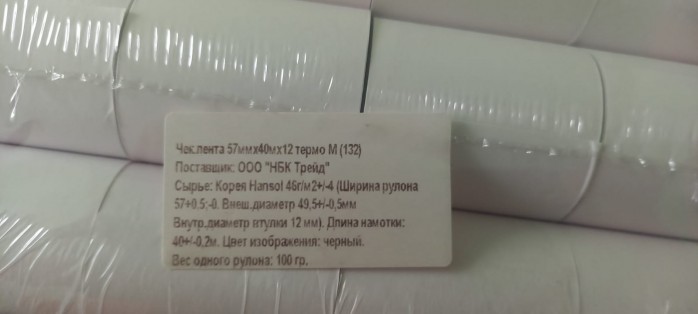 Чек.лента 57ммх40мх12 термо М (132)
Поставщик: ООО "НБК Трейд"
Сырье: Корея Hansol 46г/м2+/-4 (Ширина рулона
57+0.5;-0. Внеш.диаметр 49,5+/-0,5мм
Внутр.диаметр втулки 12 мм). Длина намотки:
40+/-0,2м. Цвет изображения: черный.
Вес одного рулона: 100 гр.